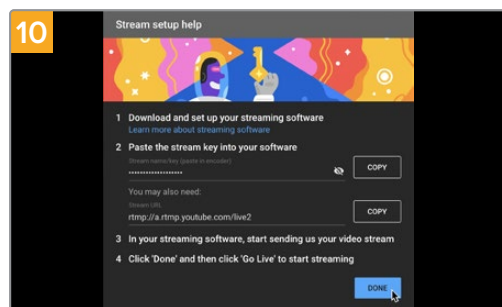 10
Stream setup help
1 Download and set up your streaming software
Learn more about streaming software
2 Paste the stream key into your software
Stream name/key (paste in encoder)
••••••••••••••••••••
COPY
You may also need:
Stream URL
rtmp://a.rtmp.youtube.com/live2
COPY
3 In your streaming software, start sending us your video stream
4 Click 'Done' and then click 'Go Live' to start streaming
DONE